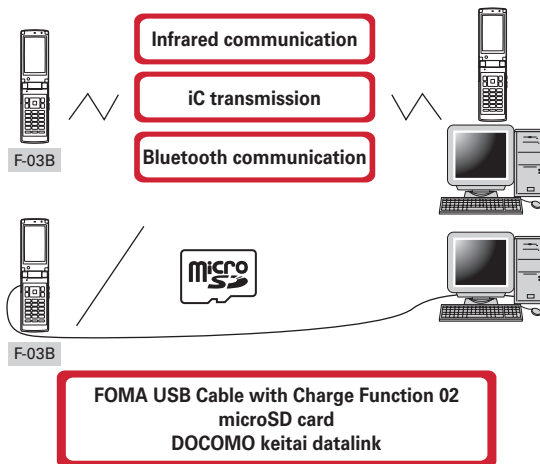 Infrared communication
iC transmission
Bluetooth communication
F-03B
micro
SD
F-03B
FOMA USB Cable with Charge Function 02
microSD card
DOCOMO keitai datalink